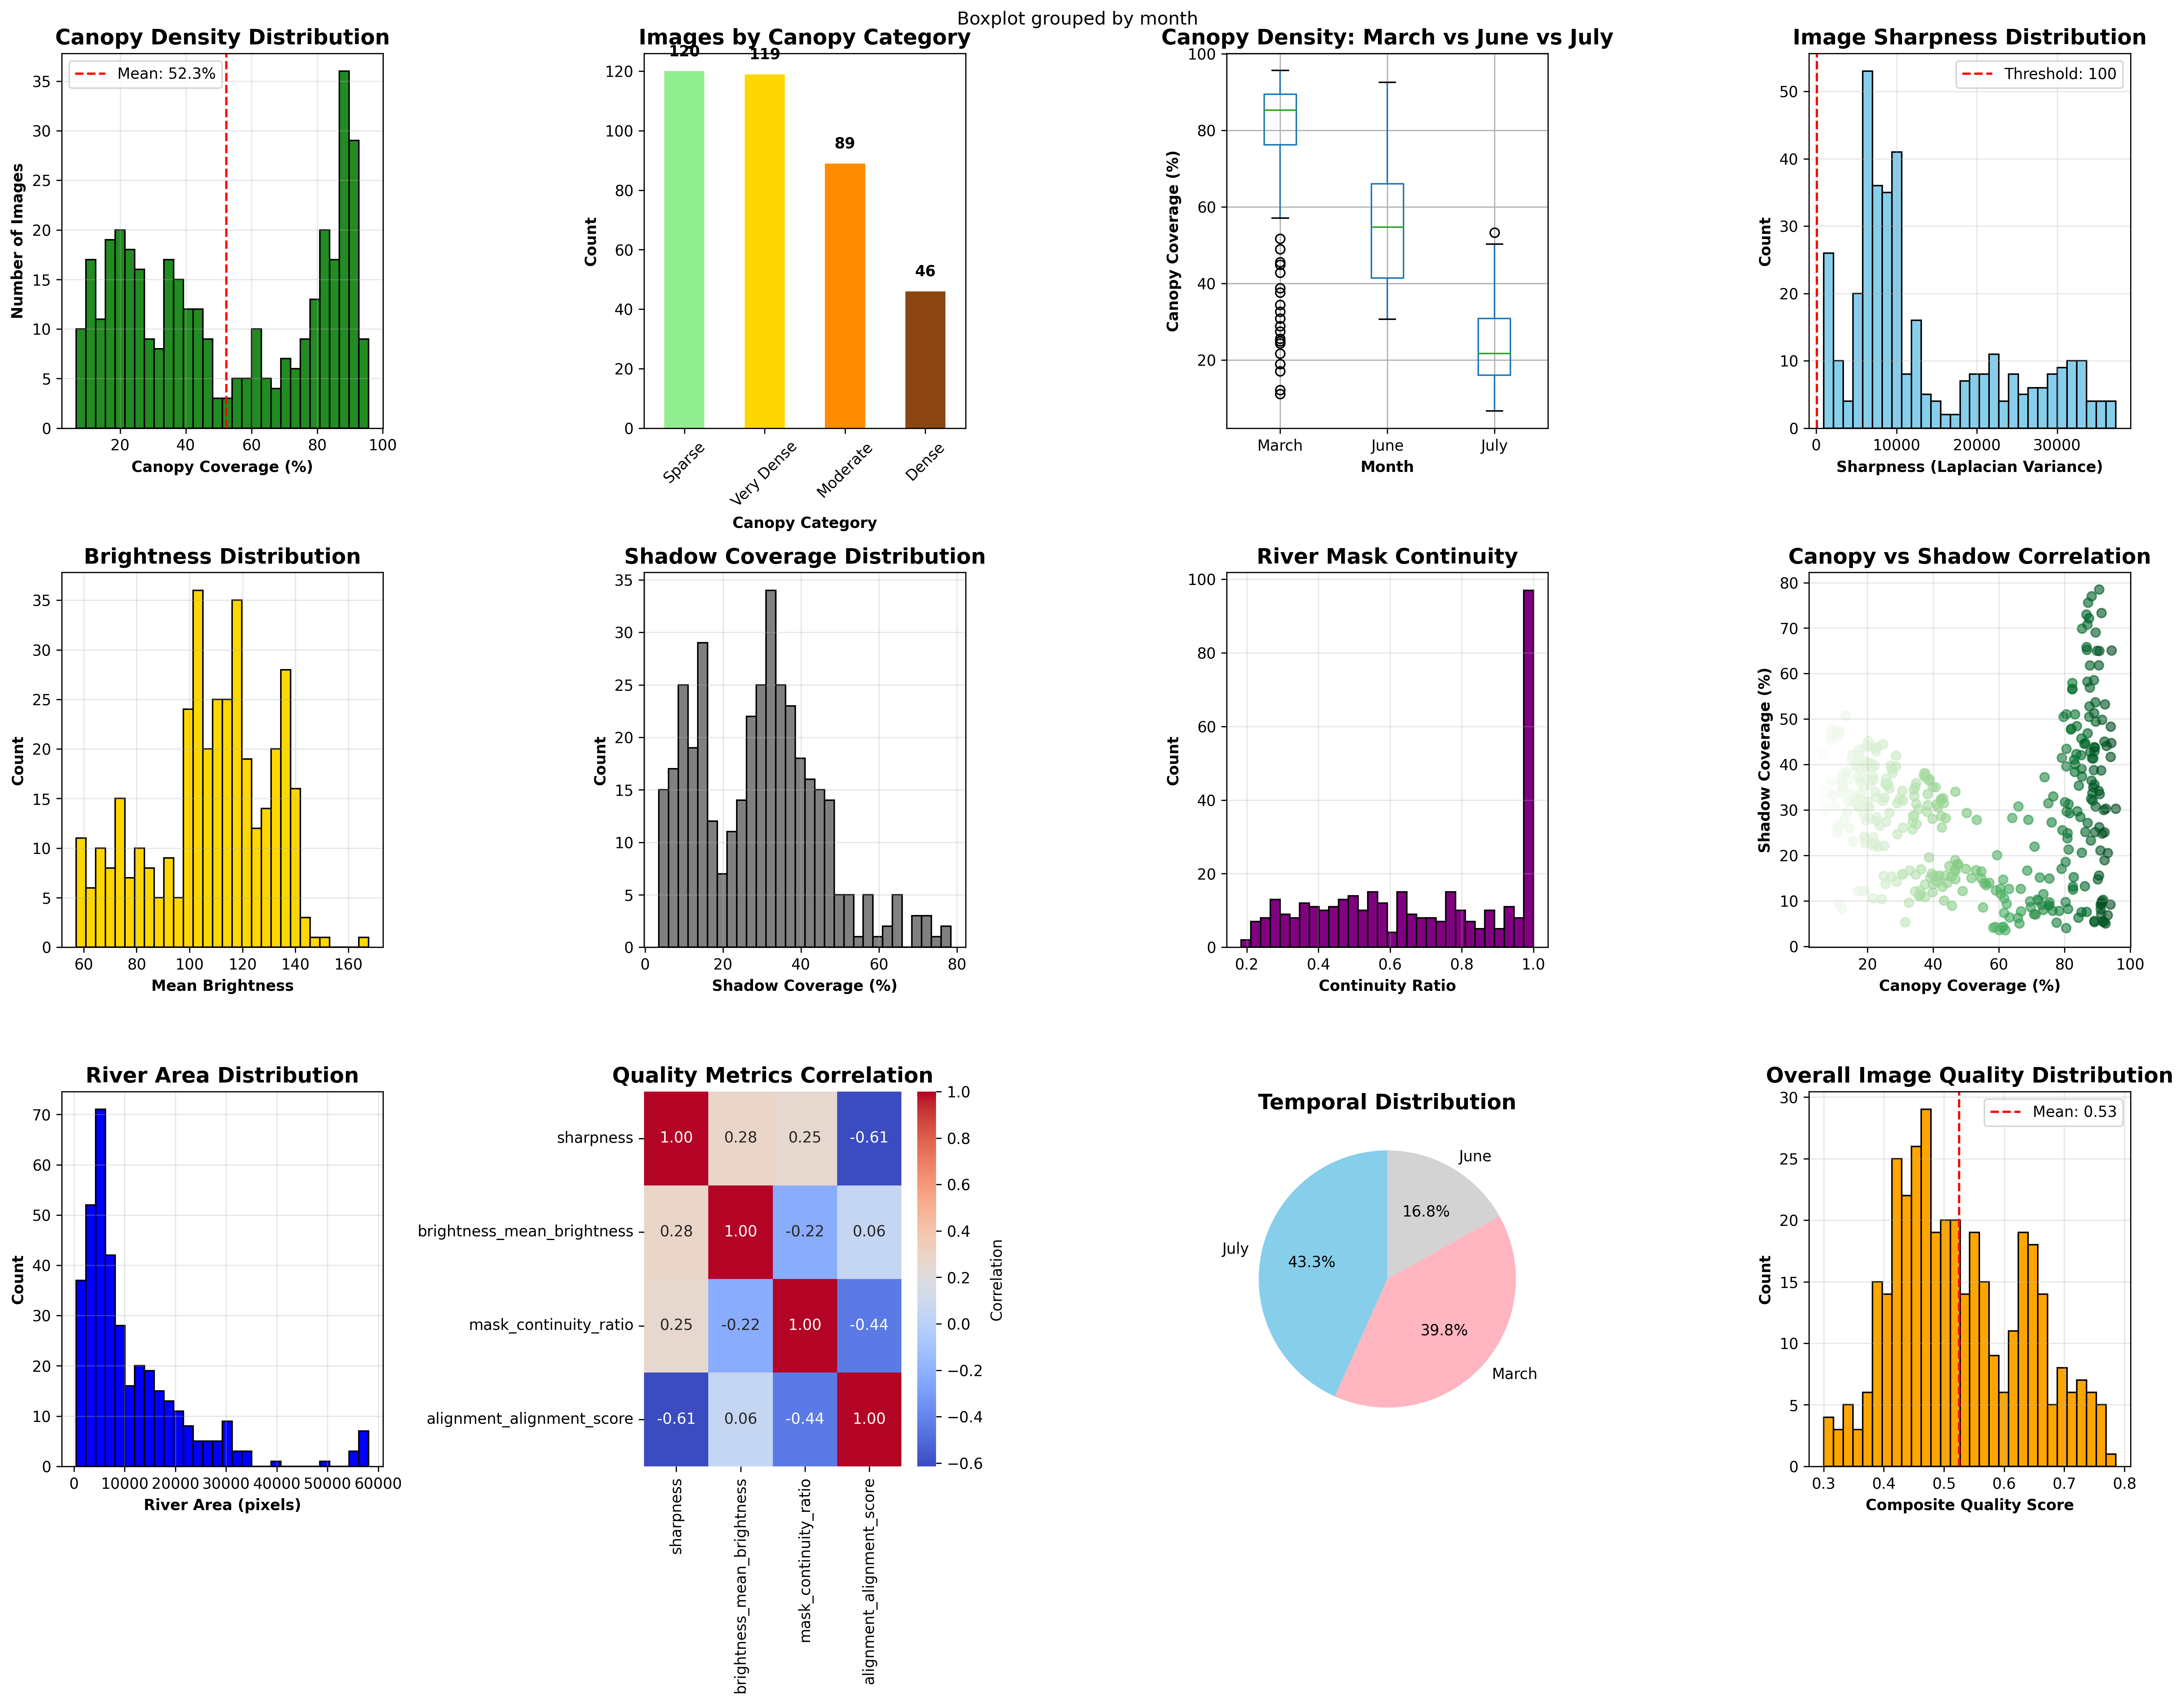 Boxplot grouped by month
Canopy Density Distribution
Mean: 52.3%
35
30
25
20
15
10
5
0
20
40
60
80
100
Number of Images
Canopy Coverage (%)
Images by Canopy Category
120
119
89
46
120
100
80
60
40
20
0
Sparse
Very Dense
Moderate
Dense
Count
Canopy Category
Canopy Density: March vs June vs July
100
80
60
40
20
March
June
July
Canopy Coverage (%)
Month
Image Sharpness Distribution
Threshold: 100
50
40
30
20
10
0
0
10000
20000
30000
Count
Sharpness (Laplacian Variance)
Brightness Distribution
35
30
25
20
15
10
5
0
60
80
100
120
140
160
Count
Mean Brightness
Shadow Coverage Distribution
35
30
25
20
15
10
5
0
0
20
40
60
80
Count
Shadow Coverage (%)
River Mask Continuity
100
80
60
40
20
0
0.2
0.4
0.6
0.8
1.0
Count
Continuity Ratio
Canopy vs Shadow Correlation
80
70
60
50
40
30
20
10
0
20
40
60
80
100
Shadow Coverage (%)
Canopy Coverage (%)
River Area Distribution
70
60
50
40
30
20
10
0
0
10000
20000
30000
40000
50000
60000
Count
River Area (pixels)
Quality Metrics Correlation
sharpness
1.00
0.28
0.25
-0.61
brightness_mean_brightness
0.28
1.00
-0.22
0.06
mask_continuity_ratio
0.25
-0.22
1.00
-0.44
alignment_alignment_score
-0.61
0.06
-0.44
1.00
sharpness
brightness_mean_brightness
mask_continuity_ratio
alignment_alignment_score
1.0
0.8
0.6
0.4
0.2
0.0
−0.2
−0.4
−0.6
Correlation
Temporal Distribution
June
16.8%
July
43.3%
39.8%
March
Overall Image Quality Distribution
Mean: 0.53
30
25
20
15
10
5
0
0.3
0.4
0.5
0.6
0.7
0.8
Count
Composite Quality Score